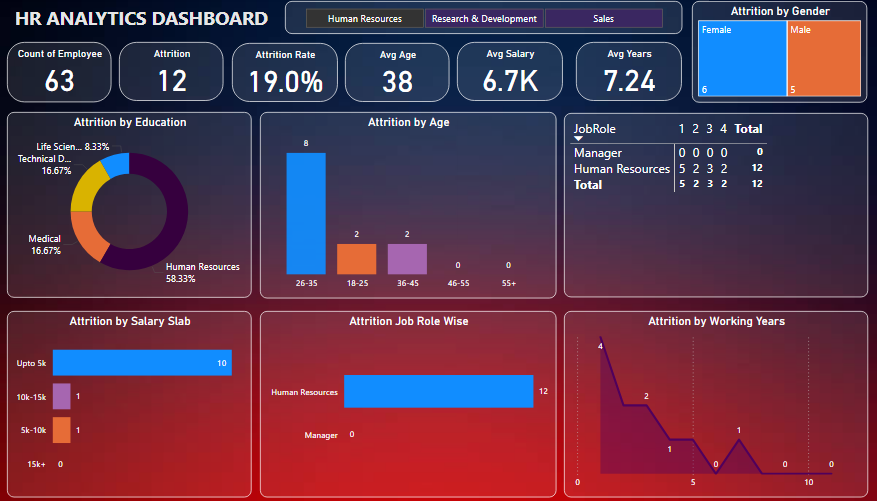 HR ANALYTICS DASHBOARD
Human Resources
Research & Development
Sales
Attrition by Gender
Female
Male
6
5
Count of Employee
63
Attrition
12
Attrition Rate
19.0%
Avg Age
38
Avg Salary
6.7K
Avg Years
7.24
Attrition by Education
Life Scien... 8.33%
Technical D...
16.67%
Medical
16.67%
Human Resources
58.33%
Attrition by Age
8
2
2
0
0
26-35
18-25
36-45
46-55
55+
JobRole 1 2 3 4 Total
Manager 0 0 0 0 0
Human Resources 5 2 3 2 12
Total 5 2 3 2 12
Attrition by Salary Slab
Upto 5k 10
10k-15k 1
5k-10k 1
15k+ 0
Attrition Job Role Wise
Human Resources 12
Manager 0
Attrition by Working Years
4
2
1
0
1
0
0
0
5
10